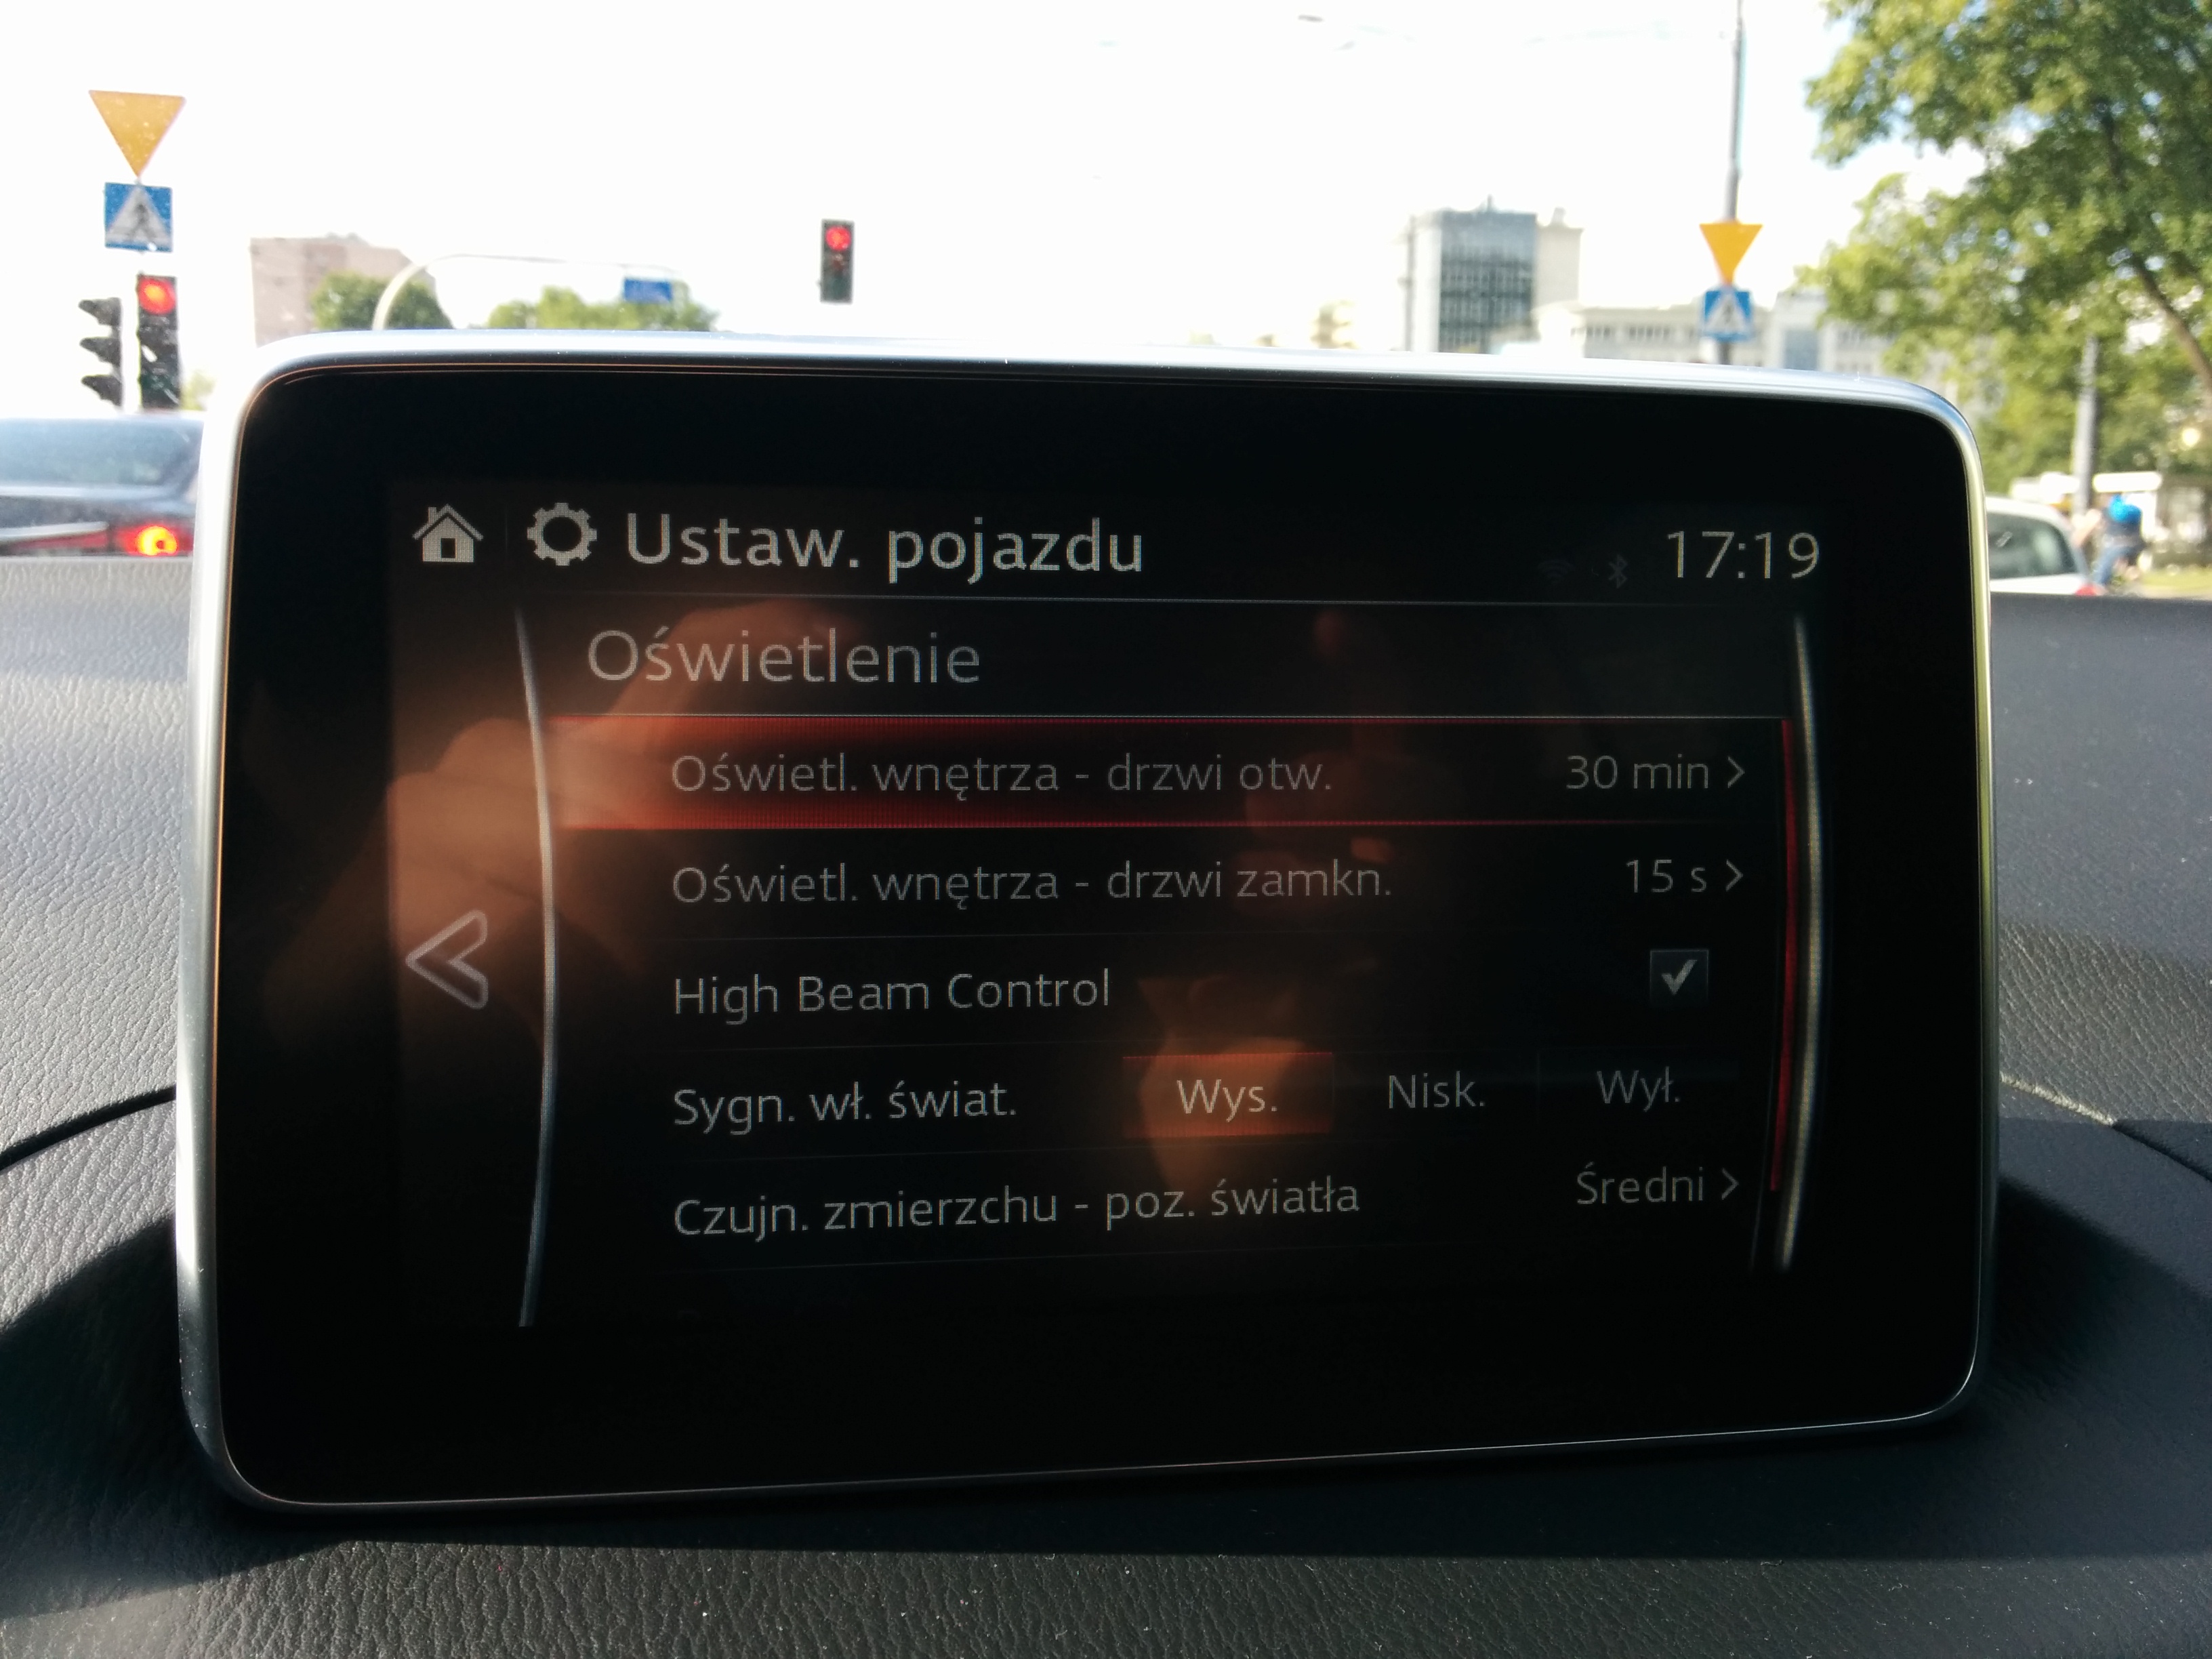 Ustaw. pojazdu 17:19
Oświetlenie
Oświetl. wnętrza - drzwi otw. 30 min
Oświetl. wnętrza - drzwi zamkn. 15 s
High Beam Control
Sygn. wł. świat. Wys. Nisk. Wył.
Czujn. zmierzchu - poz. światła Średni